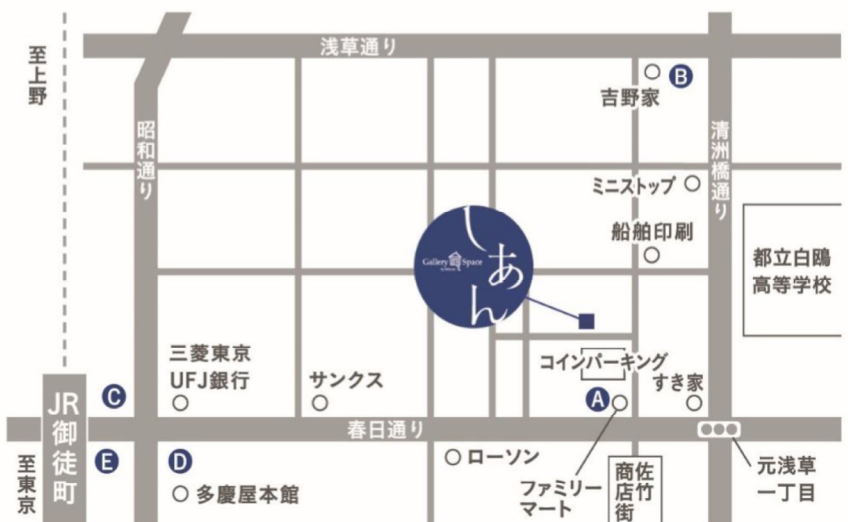 浅草通り
至上野
昭和通り
吉野家
B
清洲橋通り
ミニストップ
船舶印刷
都立白鴎
高等学校
しあん
Gallery Space
コインパーキング
三菱東京
UFJ銀行
サンクス
すき家
A
C
JR御徒町
春日通り
E
D
至東京
多慶屋本館
ローソン
ファミリー
マート
佐竹
商店街
元浅草
一丁目